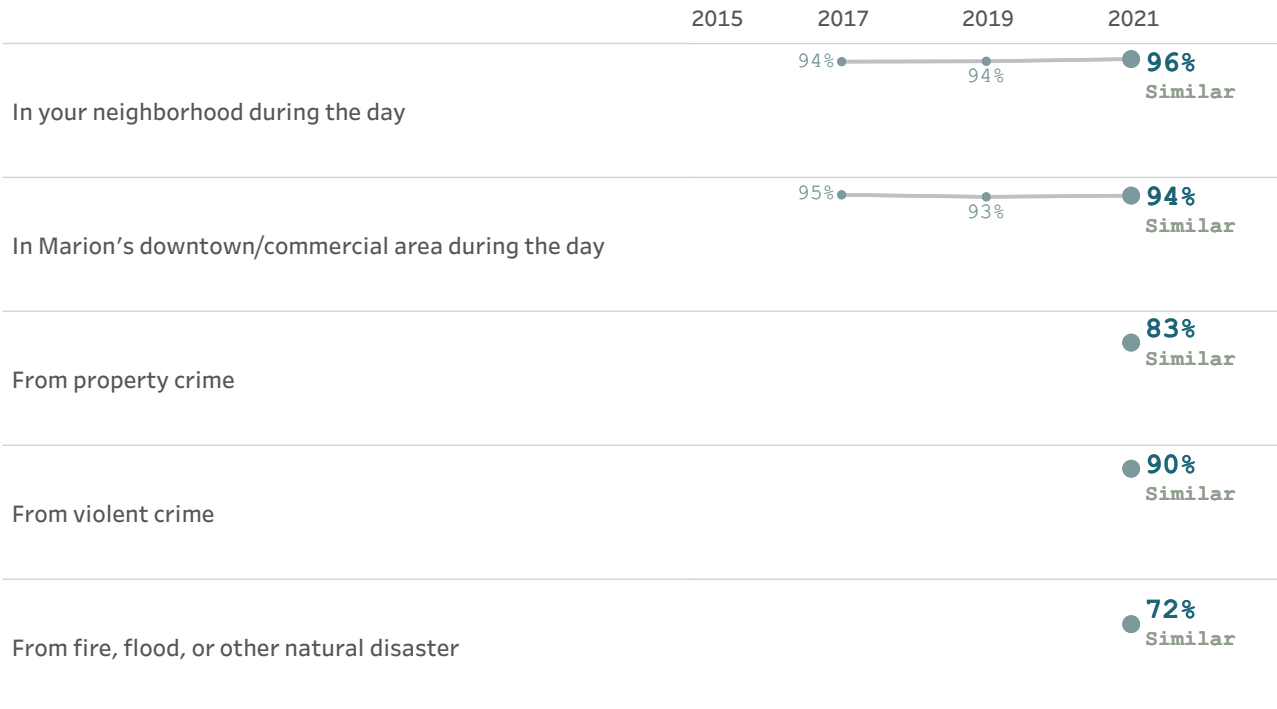 2015 2017 2019 2021
94% 94% 96%
Similar
In your neighborhood during the day
95% 93% 94%
Similar
In Marion’s downtown/commercial area during the day
83%
Similar
From property crime
90%
Similar
From violent crime
72%
Similar
From fire, flood, or other natural disaster